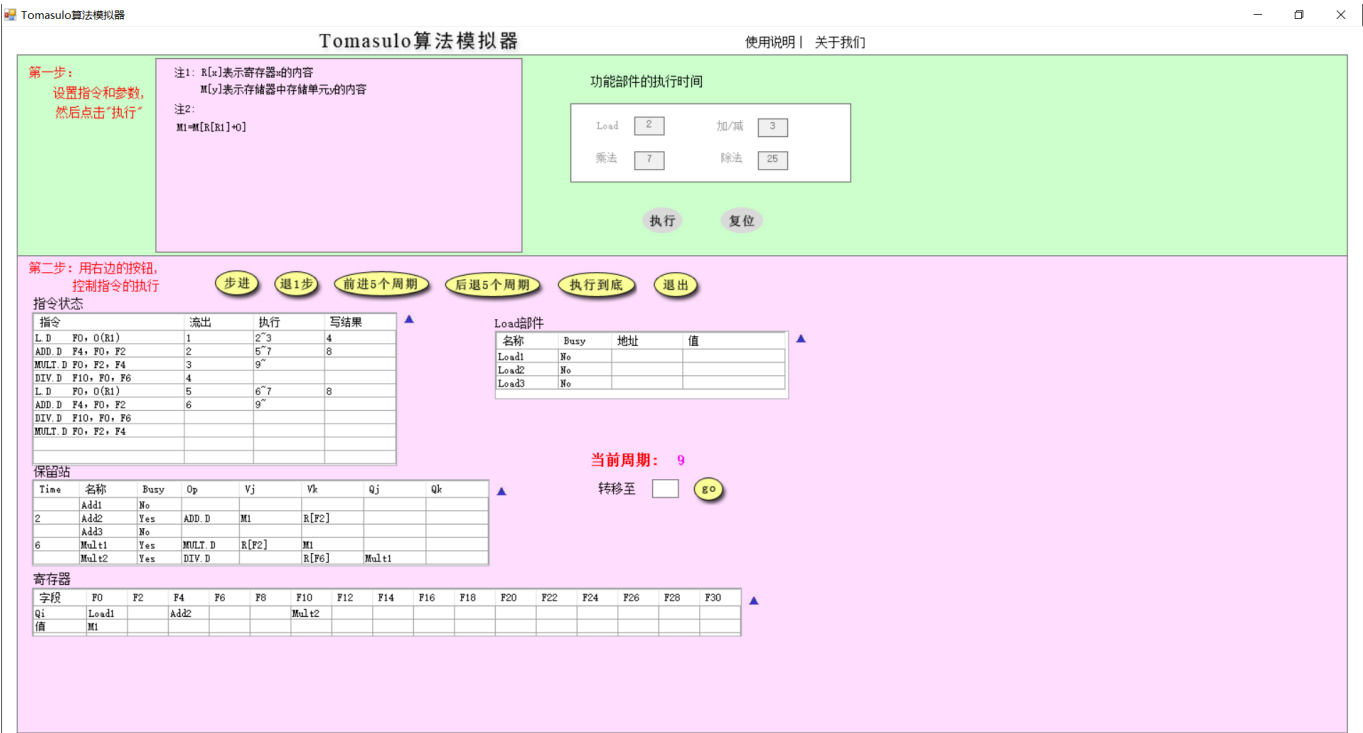 Tomasulo算法模拟器
Tomasulo算法模拟器
使用说明| 关于我们
第一步:
设置指令和参数,
然后点击"执行"
注1: R[x]表示寄存器x的内容
M[y]表示存储器中存储单元y的内容
注2:
M1=M[R[R1]+0]
功能部件的执行时间
Load 2 加/减 3
乘法 7 除法 25
执行 复位
第二步: 用右边的按钮,
控制指令的执行
步进 退1步 前进5个周期 后退5个周期 执行到底 退出
指令状态
指令 流出 执行 写结果
L.D F0, 0(R1) 1 2~3 4
ADD.D F4, F0, F2 2 5~7 8
MULT.D F0, F2, F4 3 9~
DIV.D F10, F0, F6 4
L.D F0, 0(R1) 5 6~7 8
ADD.D F4, F0, F2 6 9~
DIV.D F10, F0, F6
MULT.D F0, F2, F4
Load部件
名称 Busy 地址 值
Load1 No
Load2 No
Load3 No
当前周期: 9
转移至 go
保留站
Time 名称 Busy Op Vj Vk Qj Qk
Add1 No
2 Add2 Yes ADD.D M1 R[F2]
Add3 No
6 Mult1 Yes MULT.D R[F2] M1
Mult2 Yes DIV.D R[F6] Mult1
寄存器
字段 F0 F2 F4 F6 F8 F10 F12 F14 F16 F18 F20 F22 F24 F26 F28 F30
Qi Load1 Add2 Mult2
值 M1